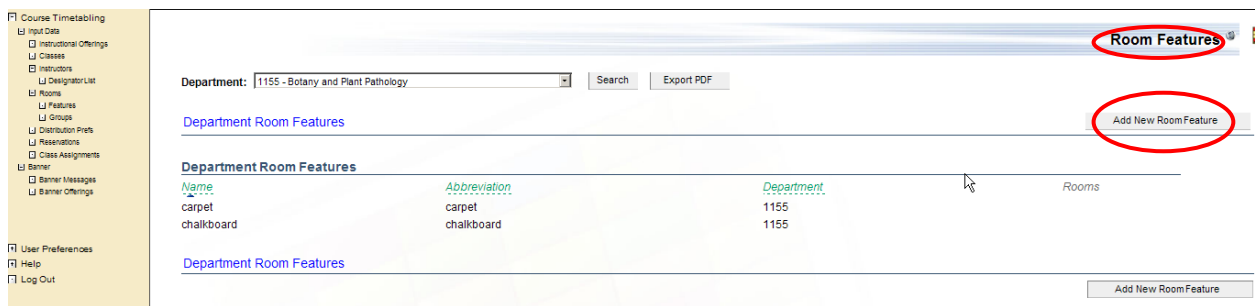 Course Timetabling
Input Data
Instructional Offerings
Classes
Instructors
Designator List
Rooms
Features
Groups
Distribution Prefs
Reservations
Class Assignments
Banner
Banner Messages
Banner Offerings
User Preferences
Help
Log Out
Room Features
Department: 1155 - Botany and Plant Pathology Search Export PDF
Department Room Features Add New Room Feature
Department Room Features
Name Abbreviation Department Rooms
carpet carpet 1155
chalkboard chalkboard 1155
Department Room Features
Add New Room Feature